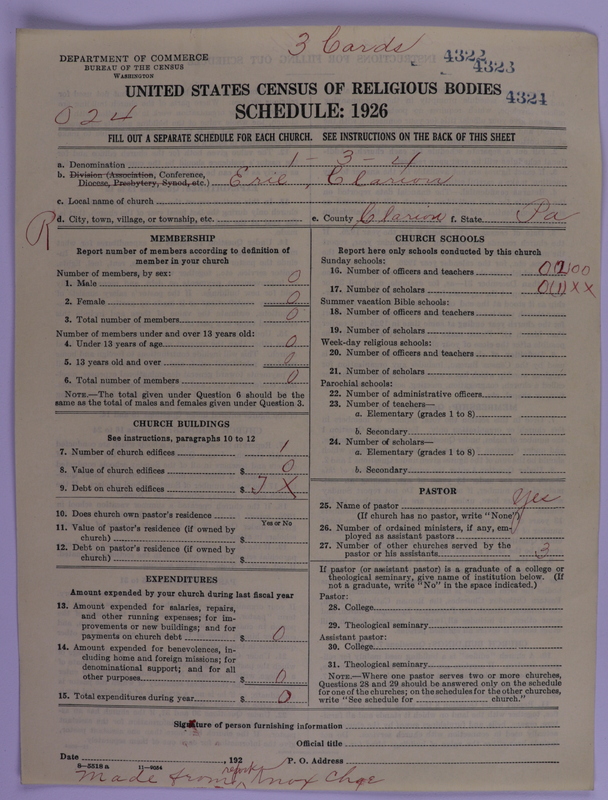 3 Cards
4322
4323
4324
DEPARTMENT OF COMMERCE
BUREAU OF THE CENSUS
WASHINGTON
UNITED STATES CENSUS OF RELIGIOUS BODIES
SCHEDULE: 1926
024
FILL OUT A SEPARATE SCHEDULE FOR EACH CHURCH. SEE INSTRUCTIONS ON THE BACK OF THIS SHEET
a. Denomination 1-3-4
b. Division (Association, Conference,
Diocese, Presbytery, Synod, etc.) Erie, Clarion
c. Local name of church
R d. City, town, village, or township, etc. e. County Clarion f. State Pa
MEMBERSHIP
Report number of members according to definition of
member in your church
Number of members, by sex:
1. Male 0
2. Female 0
3. Total number of members 0
Number of members under and over 13 years old:
4. Under 13 years of age 0
5. 13 years old and over 0
6. Total number of members 0
NOTE.—The total given under Question 6 should be
same as the total of males and females given under Question 3.
CHURCH BUILDINGS
See instructions, paragraphs 10 to 12
7. Number of church edifices 1
8. Value of church edifices $ 0
9. Debt on church edifices $ X
10. Does church own pastor's residence
Yes or No
11. Value of pastor's residence (if owned by
church) $
12. Debt on pastor's residence (if owned by
church) $
EXPENDITURES
Amount expended by your church during last fiscal year
13. Amount expended for salaries, repairs,
and other running expenses; for im-
provements or new buildings; and for
payments on church debt $ 0
14. Amount expended for benevolences, in-
cluding home and foreign missions; for
denominational support; and for all
other purposes $ 0
15. Total expenditures during year $ 0
CHURCH SCHOOLS
Report here only schools conducted by this church
Sunday schools:
16. Number of officers and teachers
17. Number of scholars 0(1)XX
Summer vacation Bible schools:
18. Number of officers and teachers
19. Number of scholars
Week-day religious schools:
20. Number of officers and teachers
21. Number of scholars
Parochial schools:
22. Number of administrative officers
23. Number of teachers—
a. Elementary (grades 1 to 8)
b. Secondary
24. Number of scholars—
a. Elementary (grades 1 to 8)
b. Secondary
PASTOR
25. Name of pastor Yes
(If church has no pastor, write "None")
26. Number of ordained ministers, if any, em-
ployed as assistant pastors
27. Number of other churches served by the
pastor or his assistants 3
If pastor (or assistant pastor) is a graduate of a college or
theological seminary, give name of institution below. (If
not a graduate, write "No" in the space indicated.)
Pastor:
28. College
29. Theological seminary
Assistant pastor:
30. College
31. Theological seminary
NOTE.—Where one pastor serves two or more churches,
Questions 28 and 29 should be answered only on the schedule
for one of the churches; on the schedules for the other churches,
write "See schedule for church."
Signature of person furnishing information
Official title
Date , 192 P. O. Address
8—5518 a 11—9034
Made from report Knox Chge